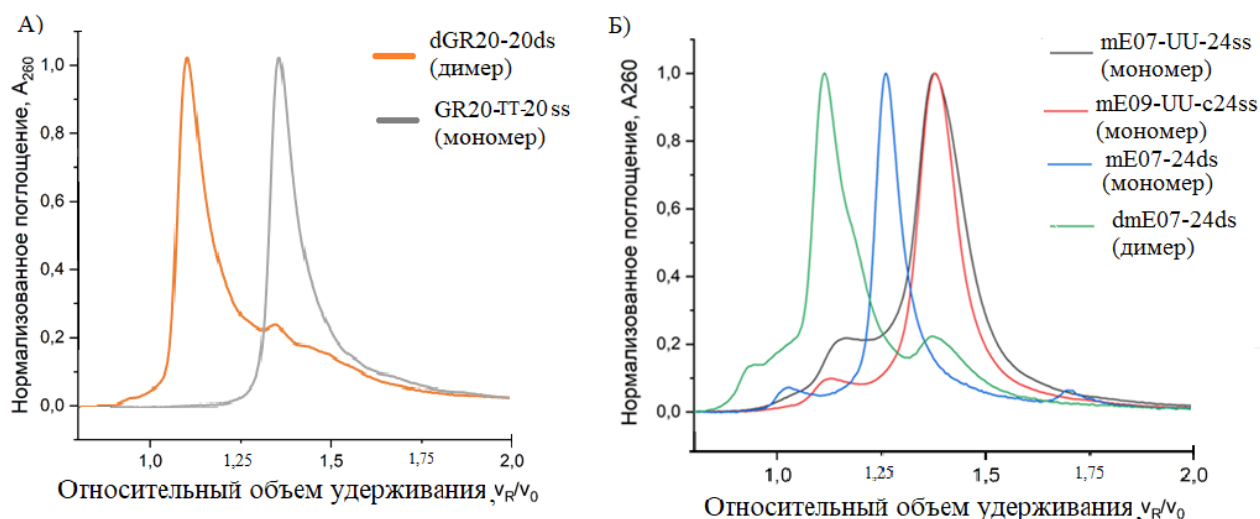 А)
Нормализованное поглощение, A260
1,0
0,8
0,6
0,4
0,2
0,0
1,0 1,25 1,5 1,75 2,0
Относительный объем удерживания,vR/v0
dGR20-20ds
(димер)
GR20-TT-20ss
(мономер)
Б)
Нормализованное поглощение, A260
1,0
0,8
0,6
0,4
0,2
0,0
1,0 1,25 1,5 1,75 2,0
Относительный объем удерживания,vR/v0
mE07-UU-24ss
(мономер)
mE09-UU-c24ss
(мономер)
mE07-24ds
(мономер)
dmE07-24ds
(димер)